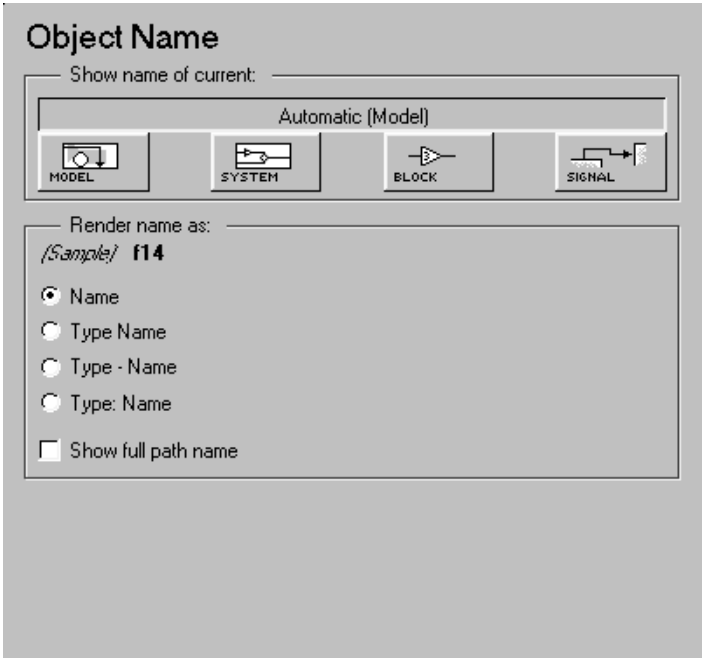 Object Name
Show name of current:
Automatic (Model)
MODEL SYSTEM BLOCK SIGNAL
Render name as:
(Sample) f14
Name
Type Name
Type - Name
Type: Name
Show full path name